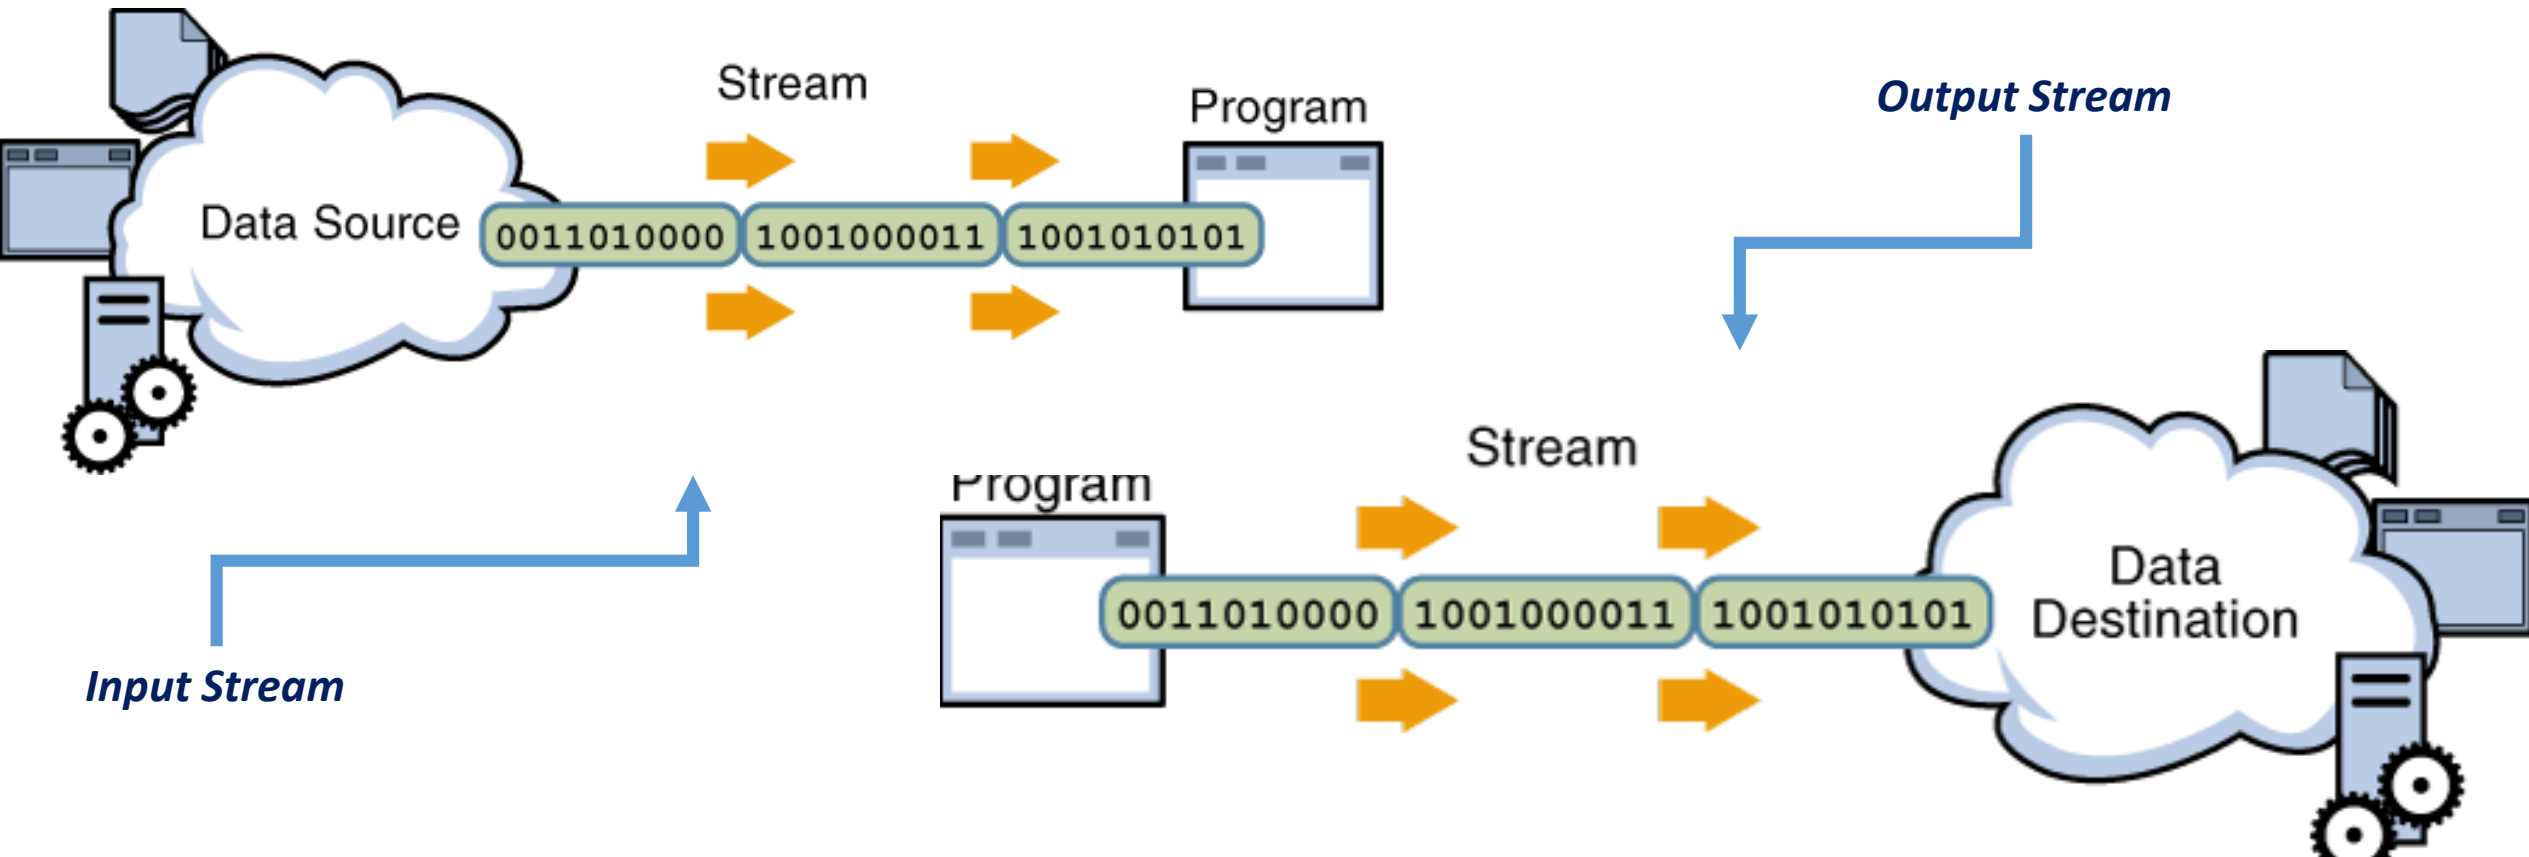 Stream
Program
Data Source
0011010000 1001000011 1001010101
Input Stream
Output Stream
Stream
Program
0011010000 1001000011 1001010101
Data
Destination